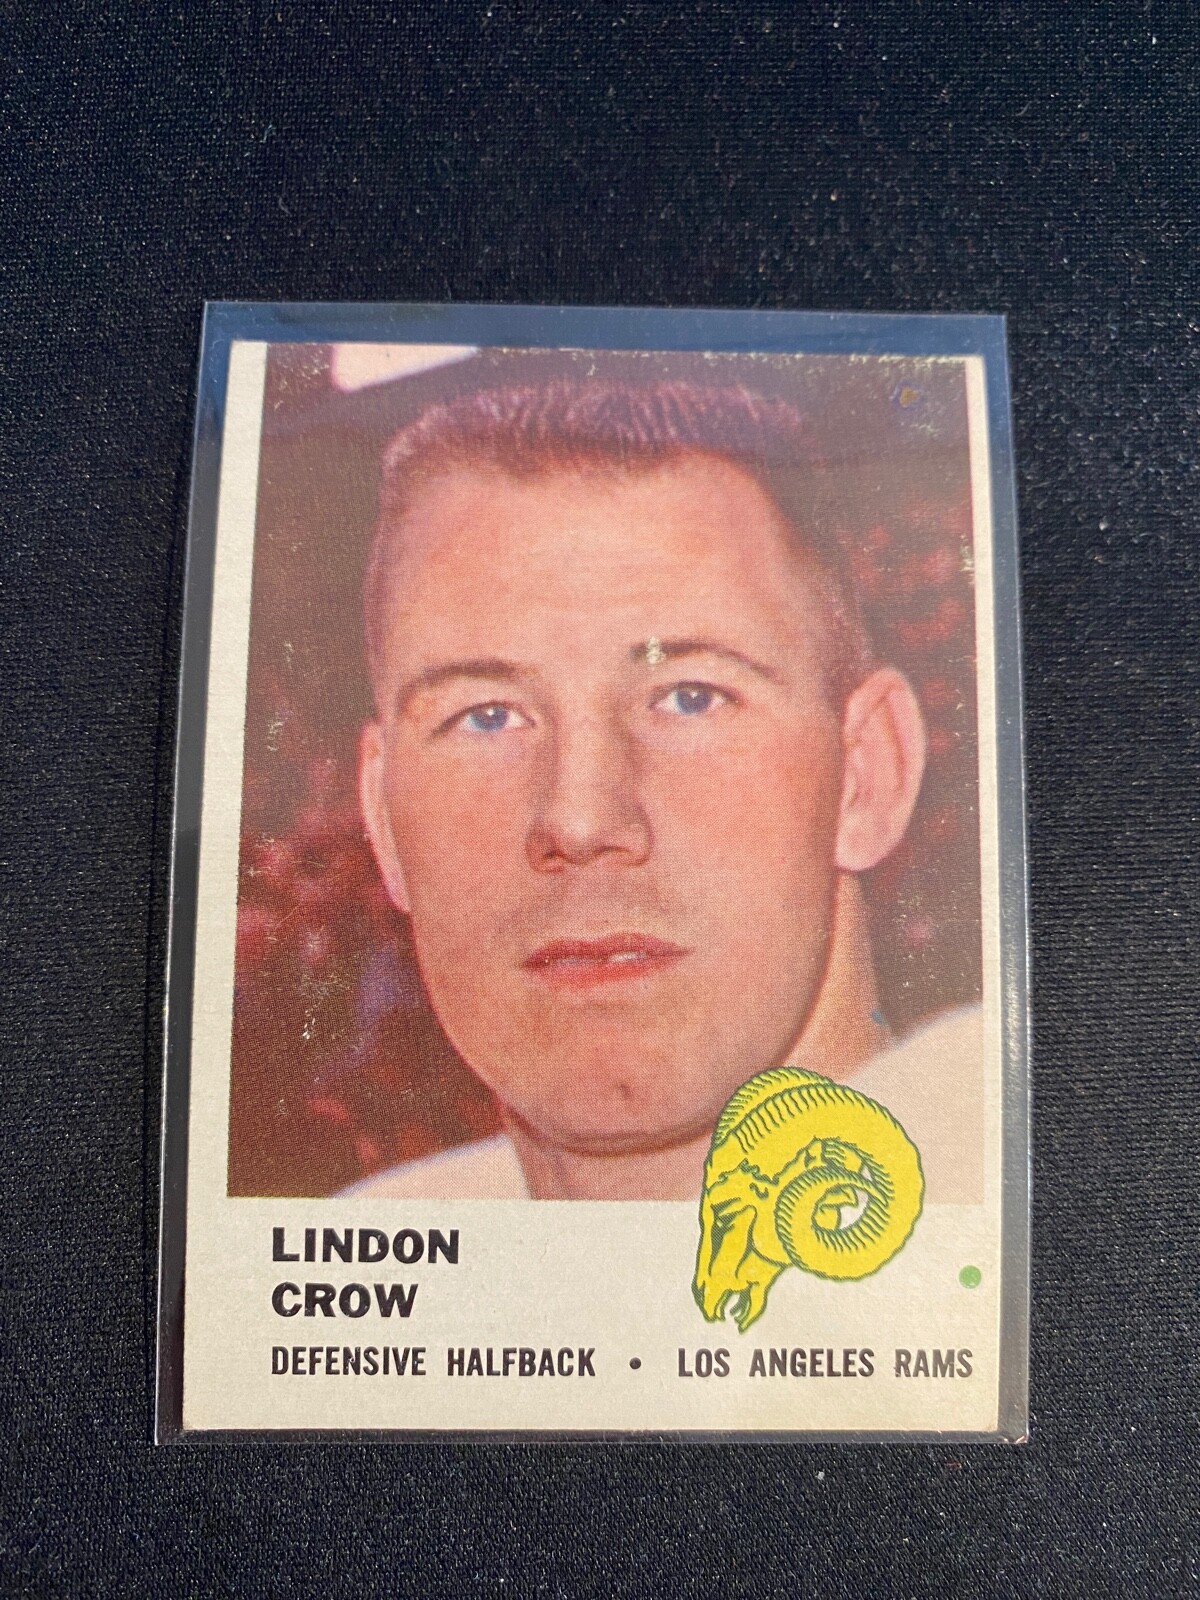 LINDON
CROW
DEFENSIVE HALFBACK • LOS ANGELES RAMS